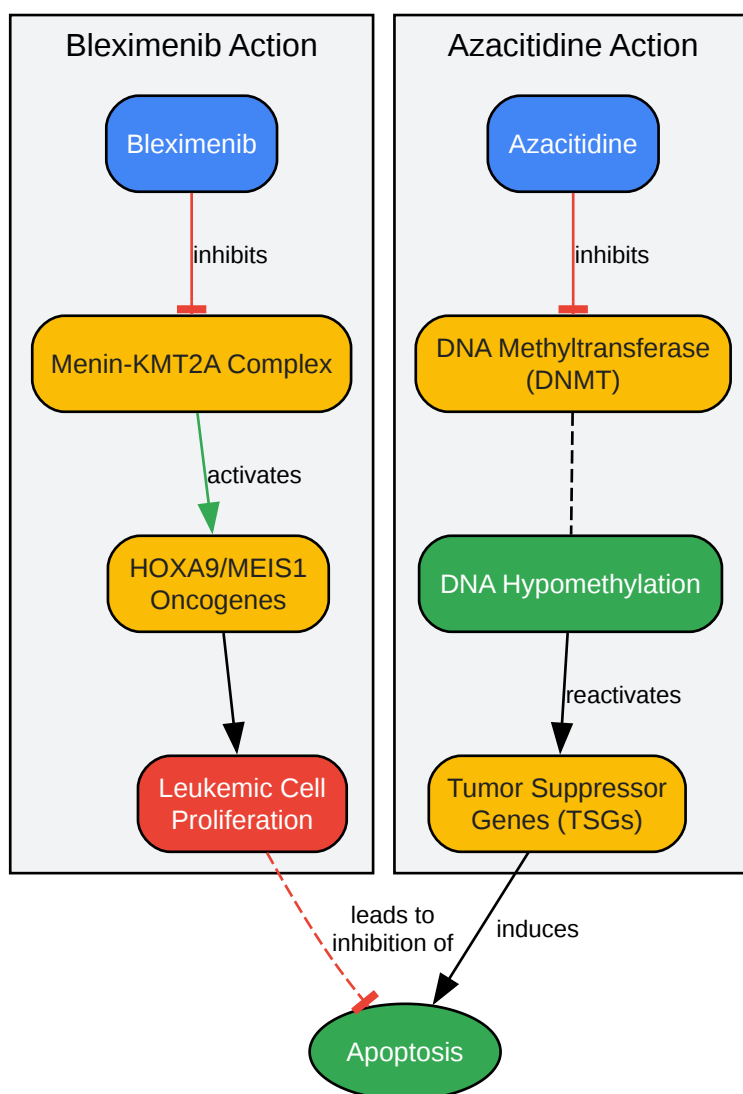 Bleximenib Action
Bleximenib
inhibits
Menin-KMT2A Complex
activates
HOXA9/MEIS1
Oncogenes
Leukemic Cell
Proliferation
leads to
inhibition of
Azacitidine Action
Azacitidine
inhibits
DNA Methyltransferase
(DNMT)
DNA Hypomethylation
reactivates
Tumor Suppressor
Genes (TSGs)
induces
Apoptosis